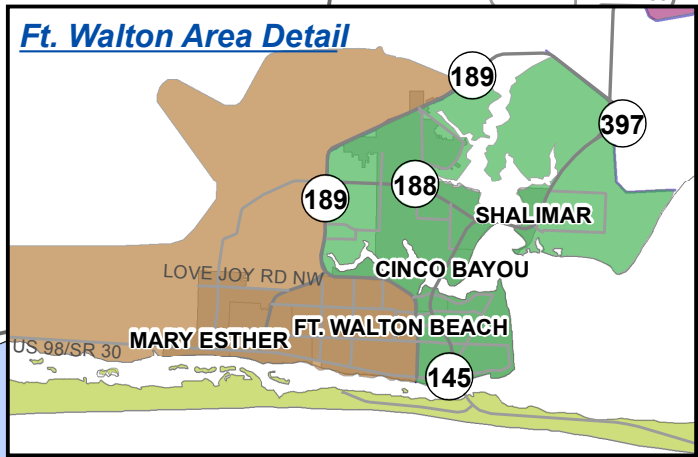 Ft. Walton Area Detail
189
397
189
188
SHALIMAR
CINCO BAYOU
LOVE JOY RD NW
FT. WALTON BEACH
MARY ESTHER
US 98/SR 30
145